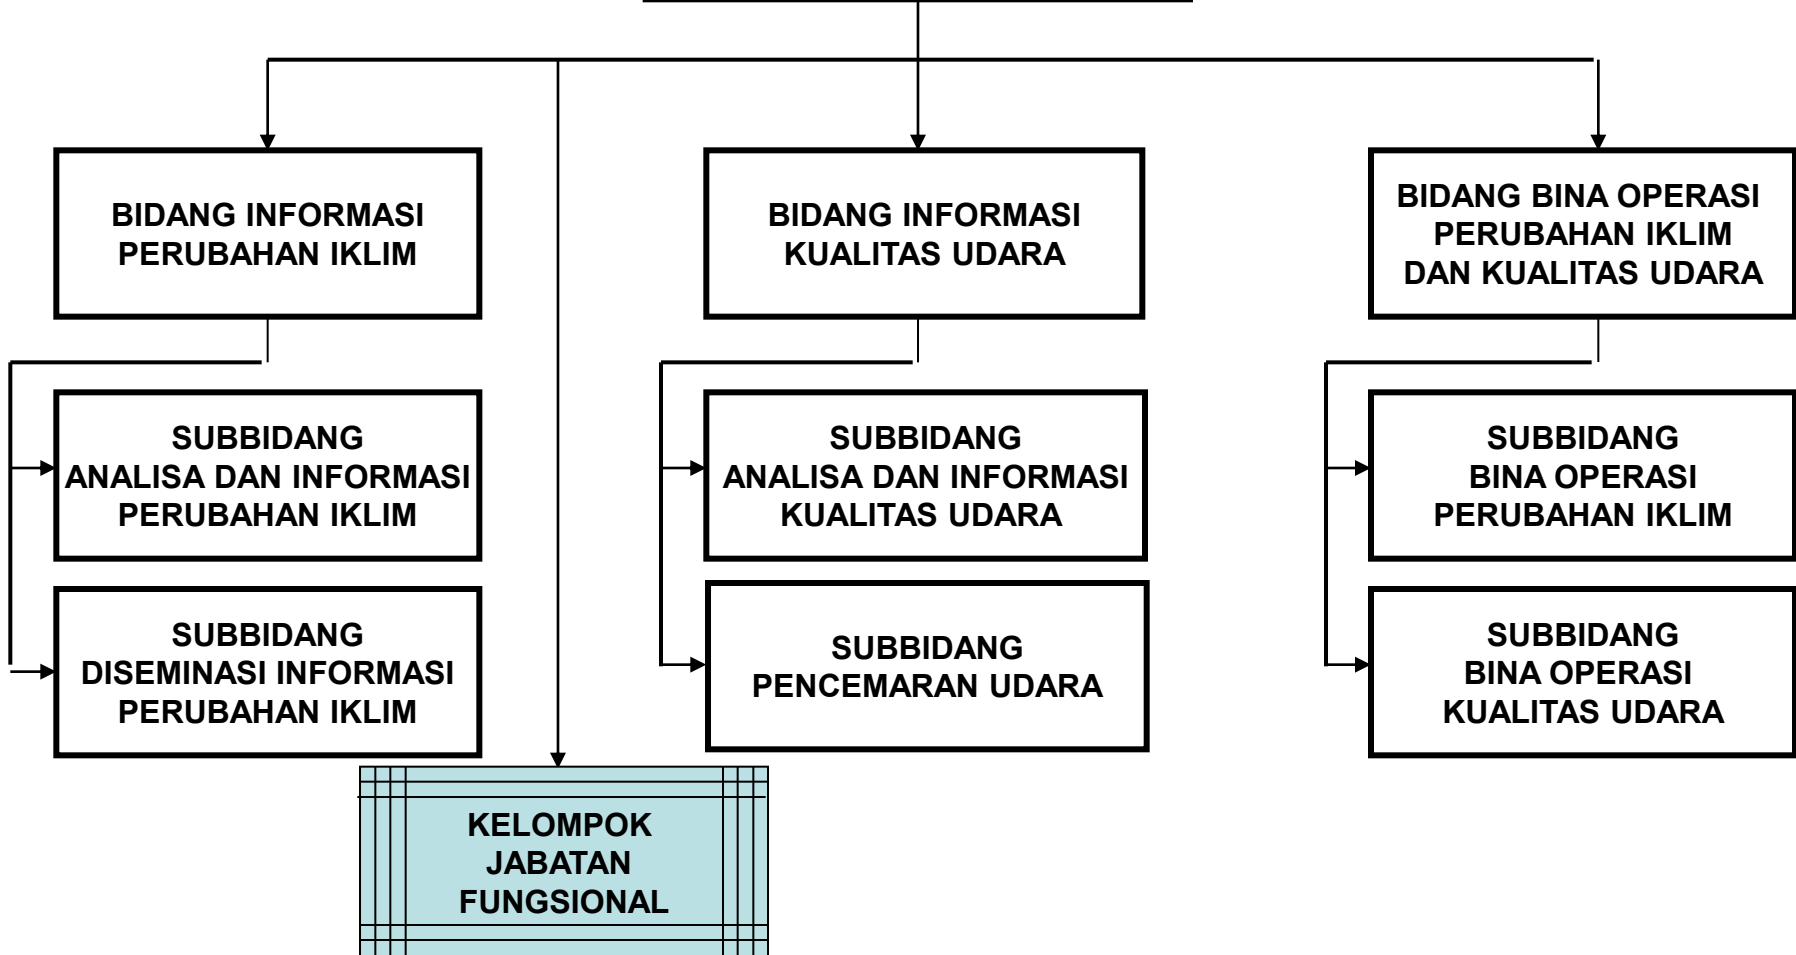 BIDANG INFORMASI
PERUBAHAN IKLIM
BIDANG INFORMASI
KUALITAS UDARA
BIDANG BINA OPERASI
PERUBAHAN IKLIM
DAN KUALITAS UDARA
SUBBIDANG
ANALISA DAN INFORMASI
PERUBAHAN IKLIM
SUBBIDANG
ANALISA DAN INFORMASI
KUALITAS UDARA
SUBBIDANG
BINA OPERASI
PERUBAHAN IKLIM
SUBBIDANG
DISEMINASI INFORMASI
PERUBAHAN IKLIM
SUBBIDANG
PENCEMARAN UDARA
SUBBIDANG
BINA OPERASI
KUALITAS UDARA
KELOMPOK
JABATAN
FUNGSIONAL